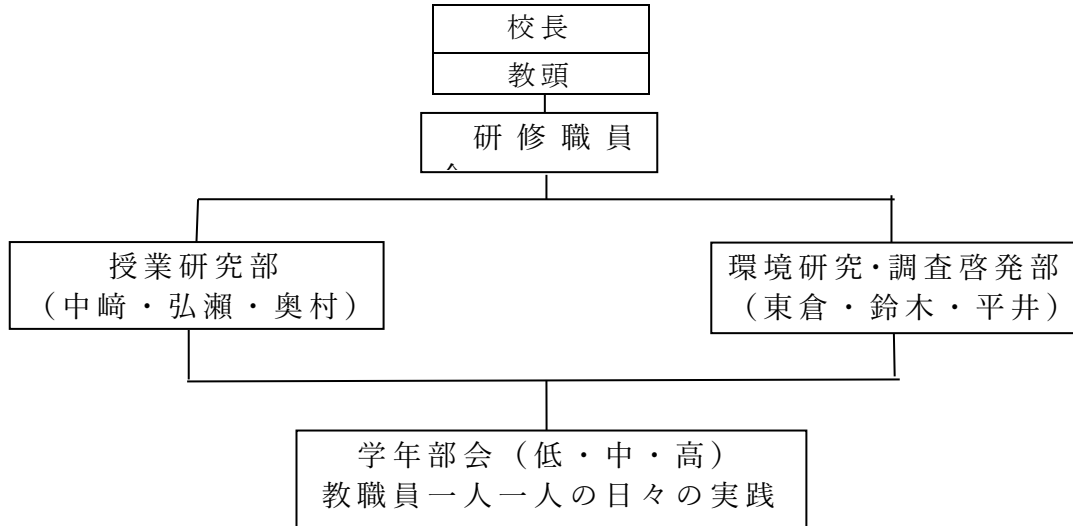 校長
教頭
研修職員
授業研究部
（中﨑・弘瀬・奥村）
環境研究・調査啓発部
（東倉・鈴木・平井）
学年部会（低・中・高）
教職員一人一人の日々の実践